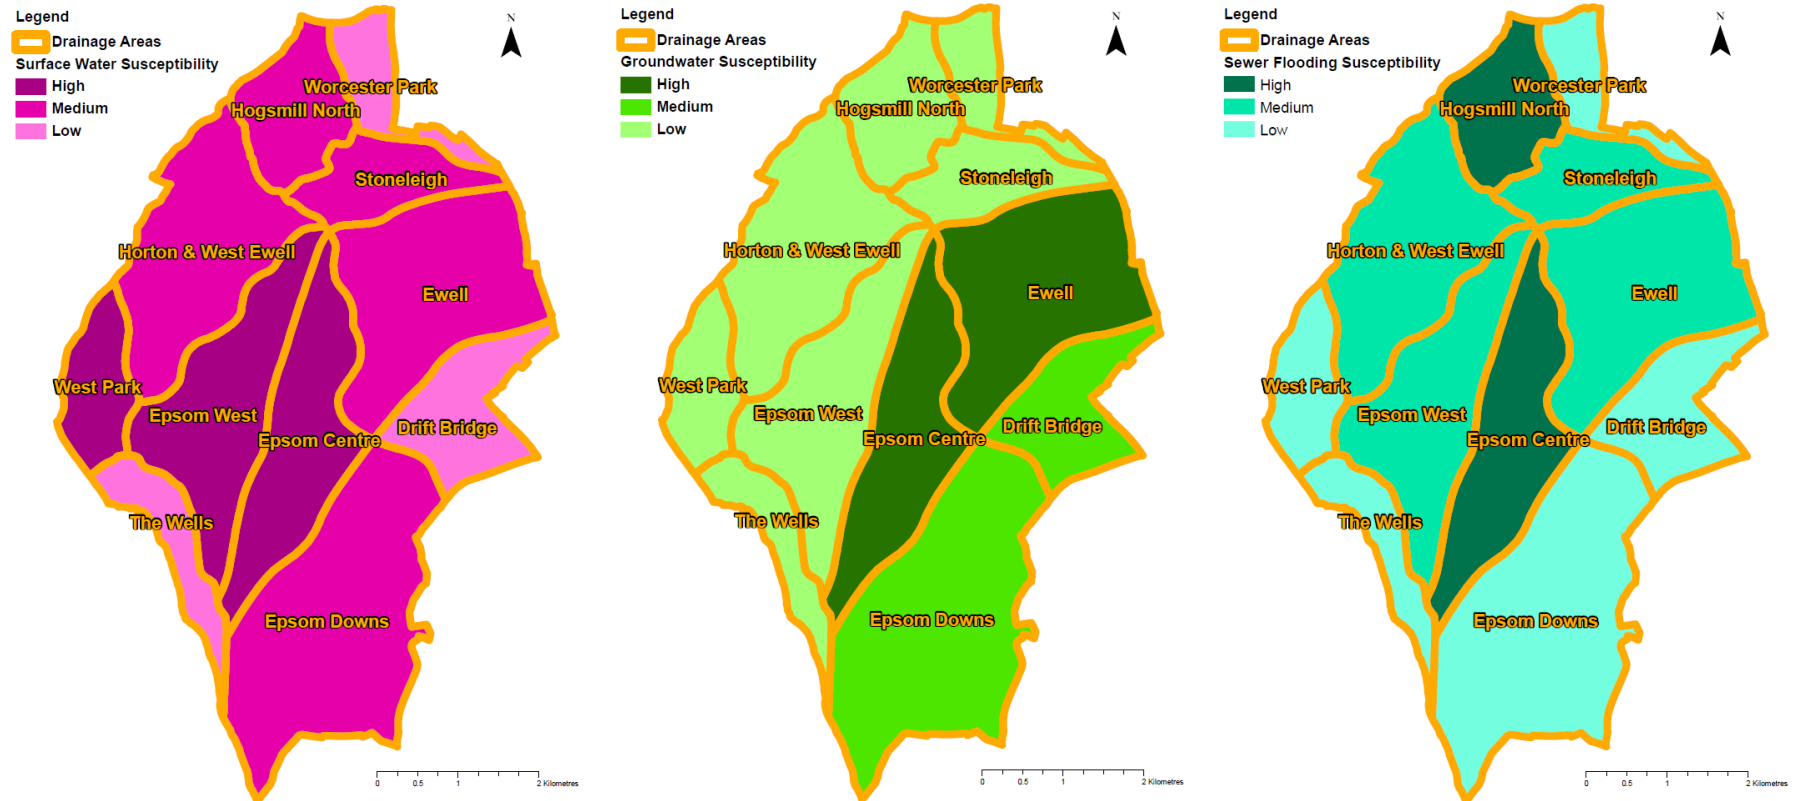 Legend
N
Drainage Areas
Surface Water Susceptibility
High
Medium
Low
Worcester Park
Hogsmill North
Stoneleigh
Horton & West Ewell
Ewell
West Park
Epsom West
Epsom Centre
Drift Bridge
The Wells
Epsom Downs
0 0.5 1 2 Kilometres
Legend
N
Drainage Areas
Groundwater Susceptibility
High
Medium
Low
Worcester Park
Hogsmill North
Stoneleigh
Horton & West Ewell
Ewell
West Park
Epsom West
Epsom Centre
Drift Bridge
The Wells
Epsom Downs
0 0.5 1 2 Kilometres
Legend
N
Drainage Areas
Sewer Flooding Susceptibility
High
Medium
Low
Worcester Park
Hogsmill North
Stoneleigh
Horton & West Ewell
Ewell
West Park
Epsom West
Epsom Centre
Drift Bridge
The Wells
Epsom Downs
0 0.5 1 2 Kilometres